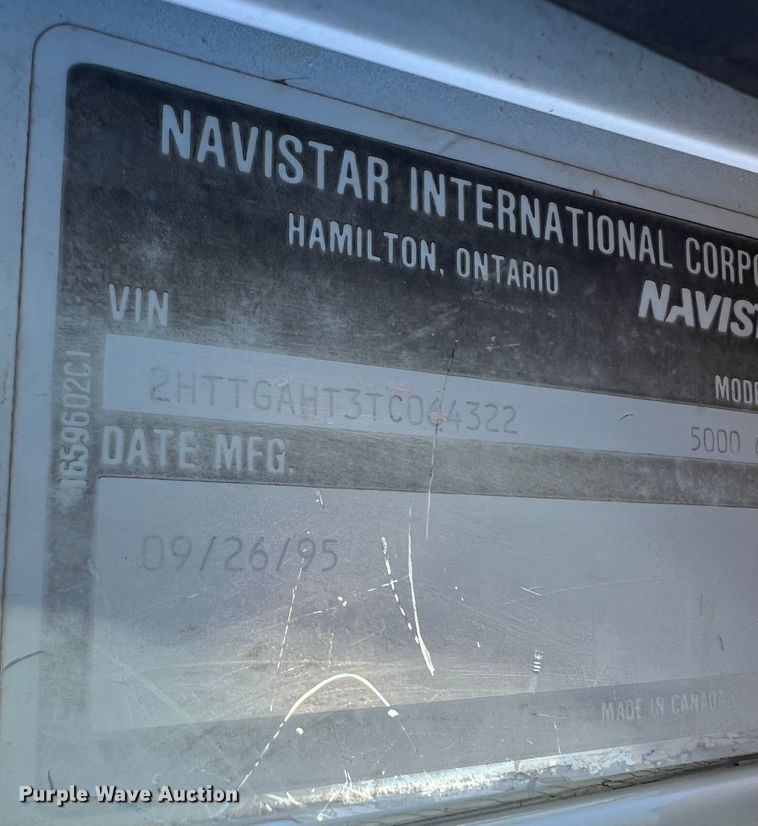 NAVISTAR INTERNATIONAL CORPO
HAMILTON, ONTARIO
NAVIST
VIN
MODE
2HTTGAHT3TC064322
5000
1659602C1
DATE MFG.
09/26/95
MADE IN CANADA
Purple Wave Auction